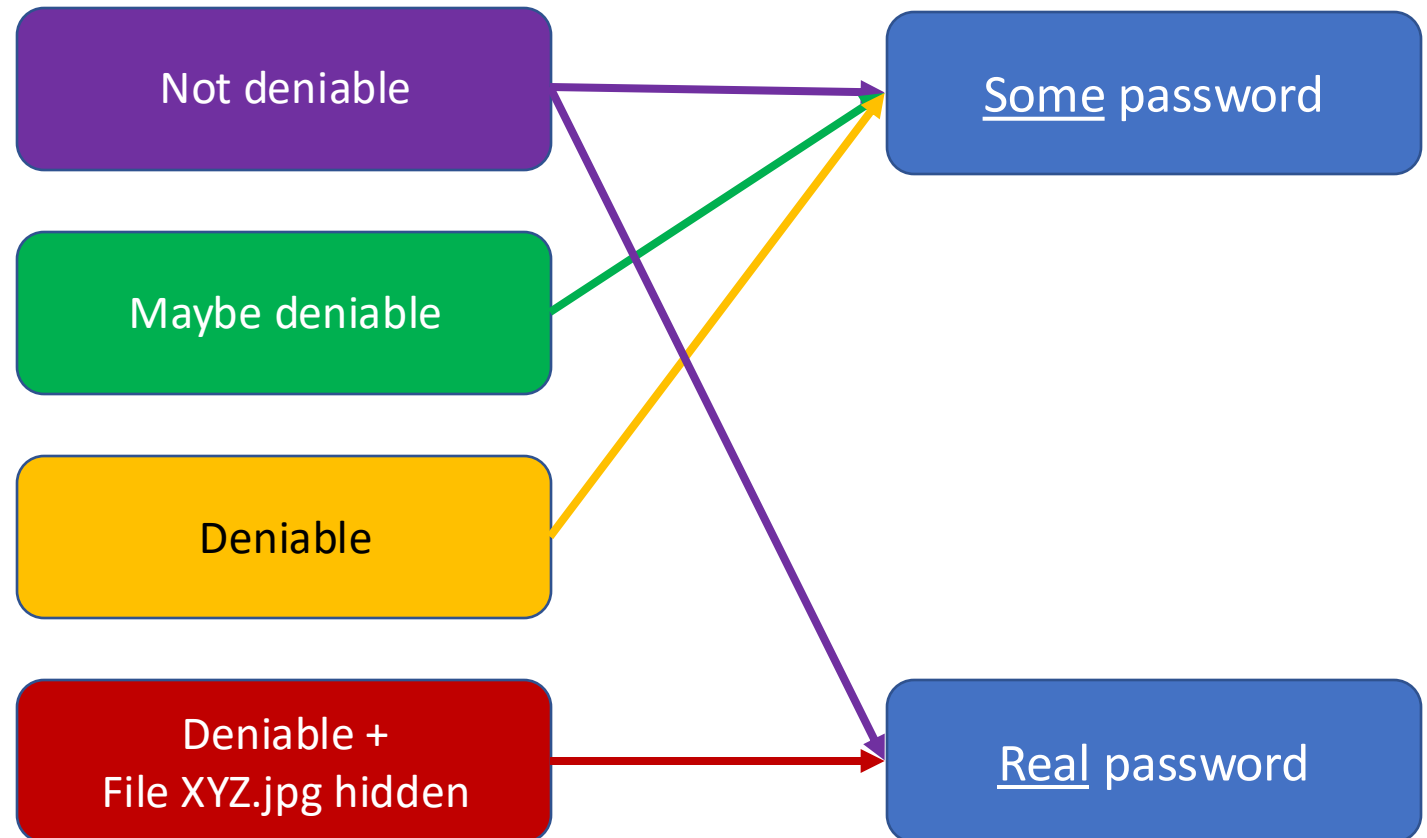 Not deniable
Some password
Maybe deniable
Deniable
Deniable +
File XYZ.jpg hidden
Real password